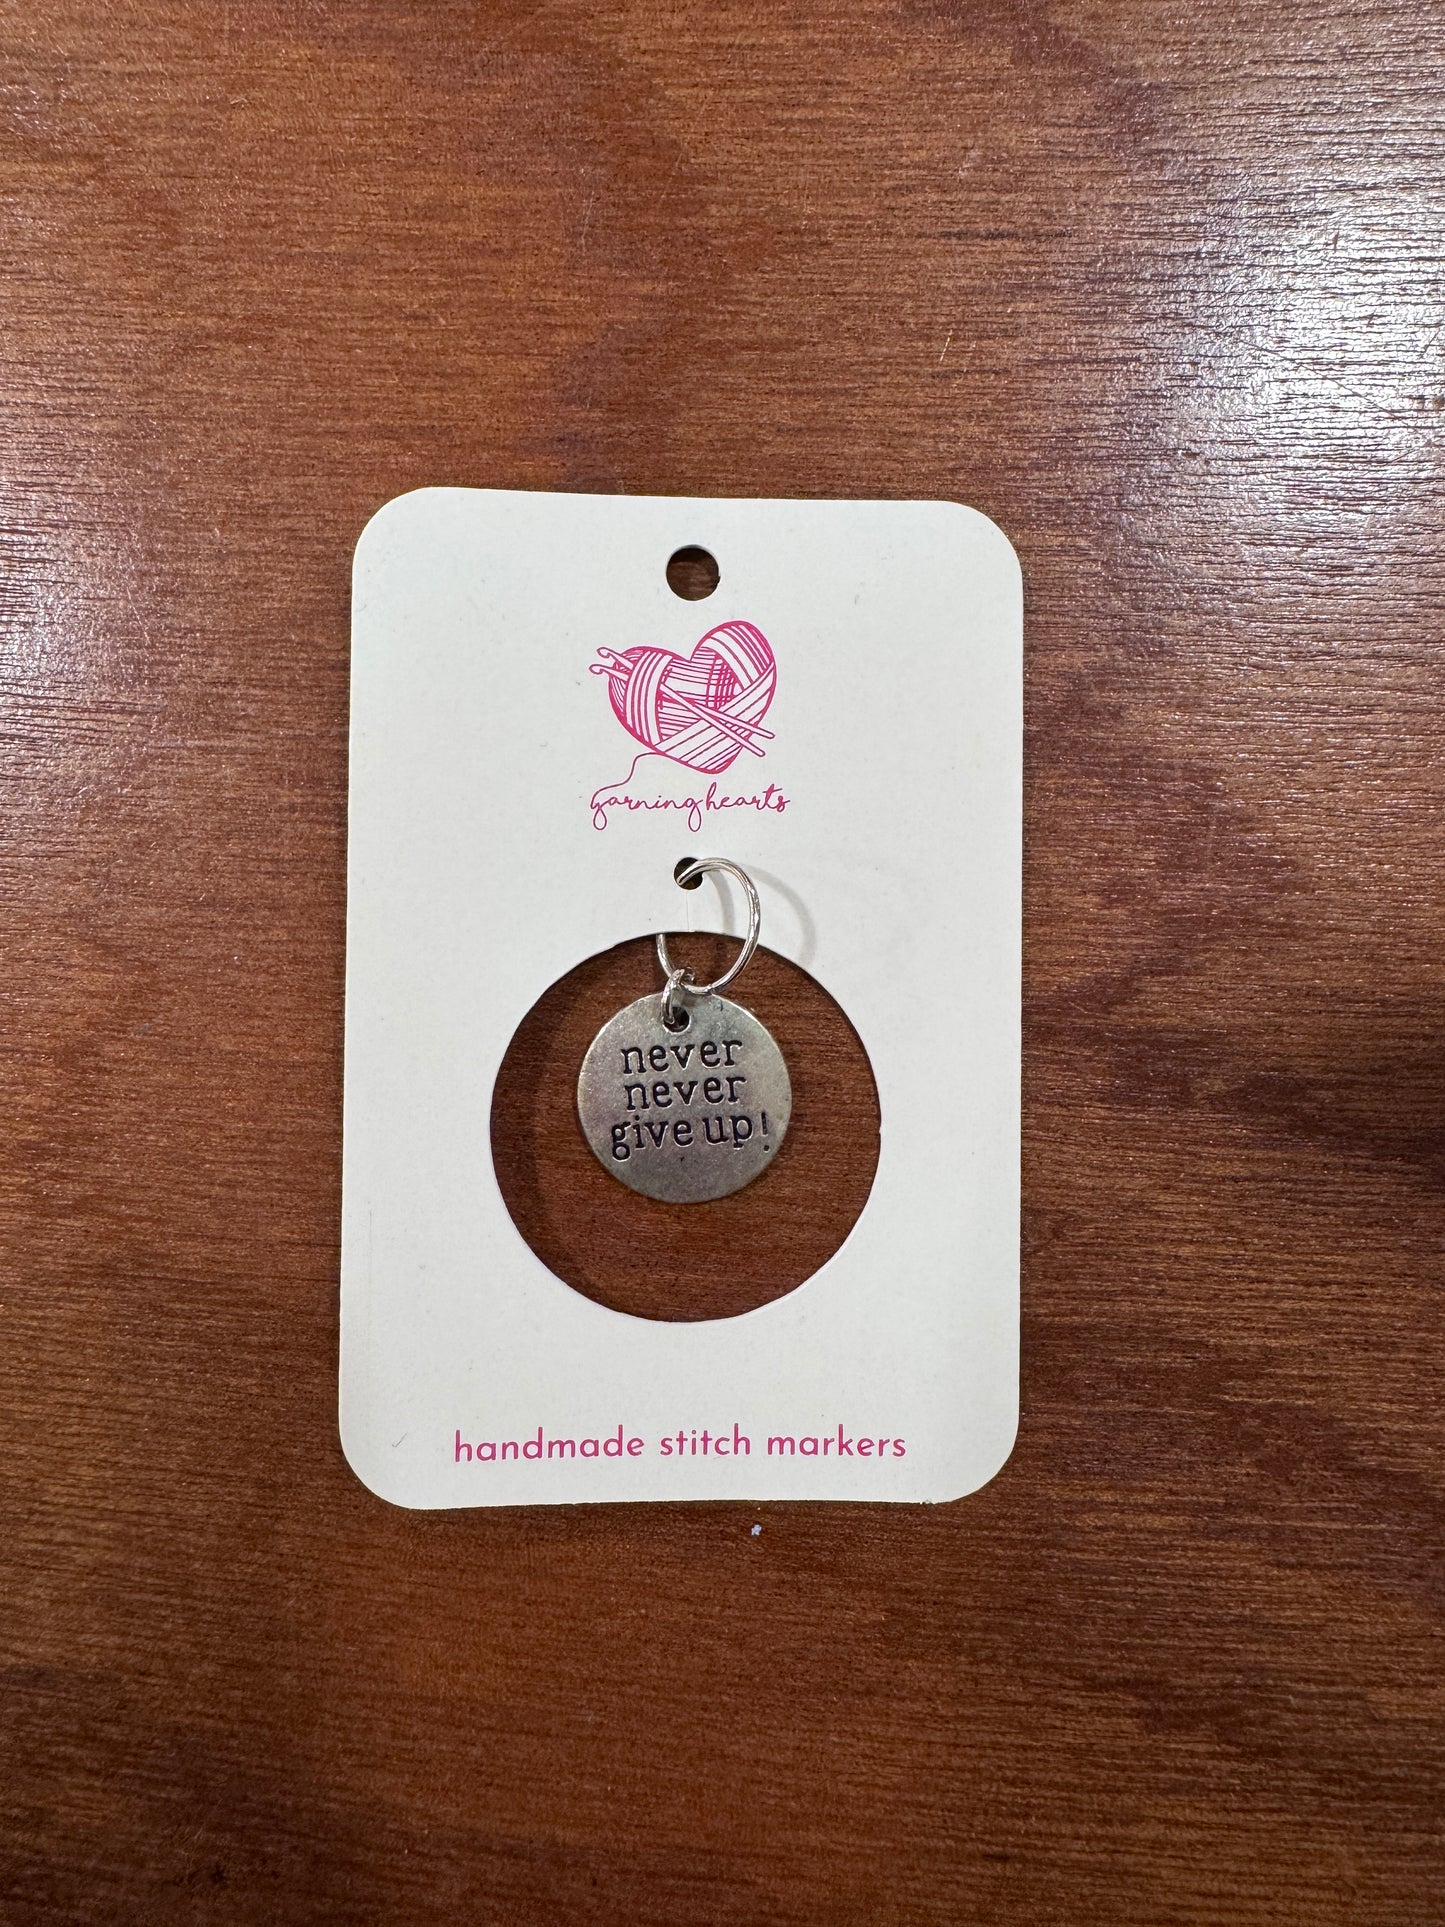 yarning hearts
never
never
give up!
handmade stitch markers